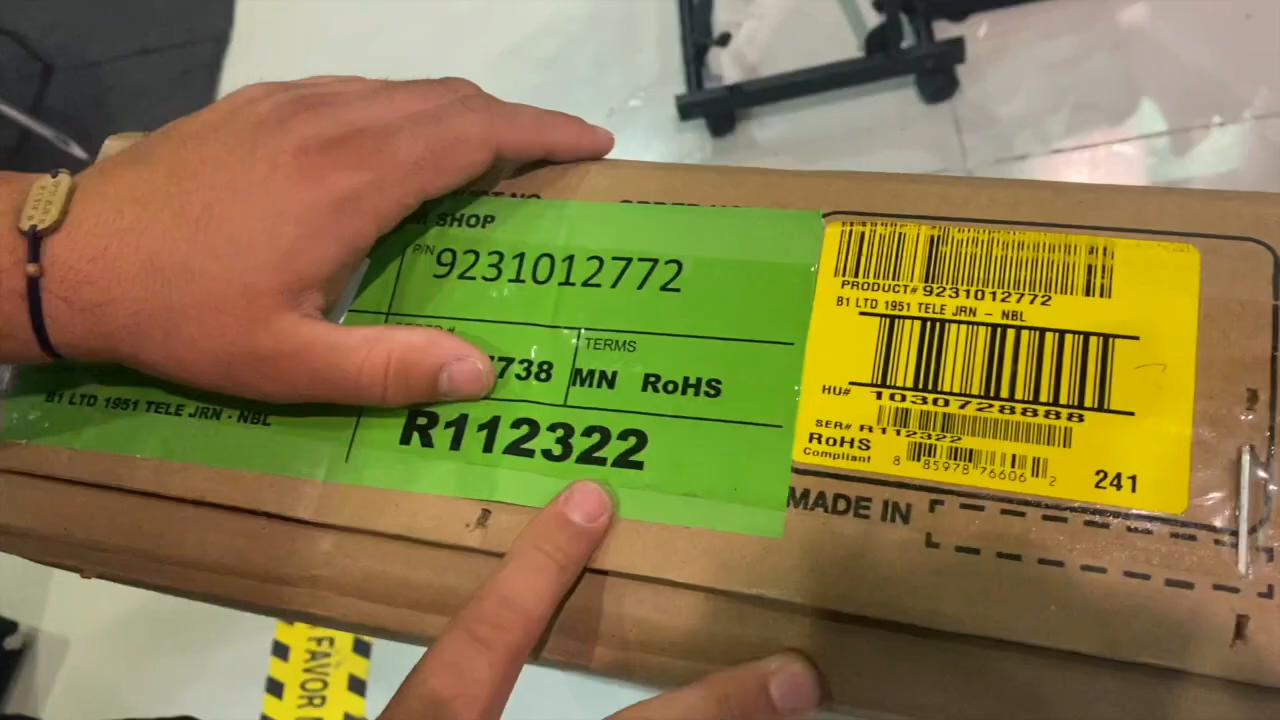 SHOP
P/N 9231012772
738
TERMS
MN RoHS
B1 LTD 1951 TELE JRN - NBL
R112322
PRODUCT# 9231012772
B1 LTD 1951 TELE JRN - NBL
HU# 1030728888
SER# R112322
RoHS
Compliant
8 85978 76606 2
241
MADE IN
FAVOR